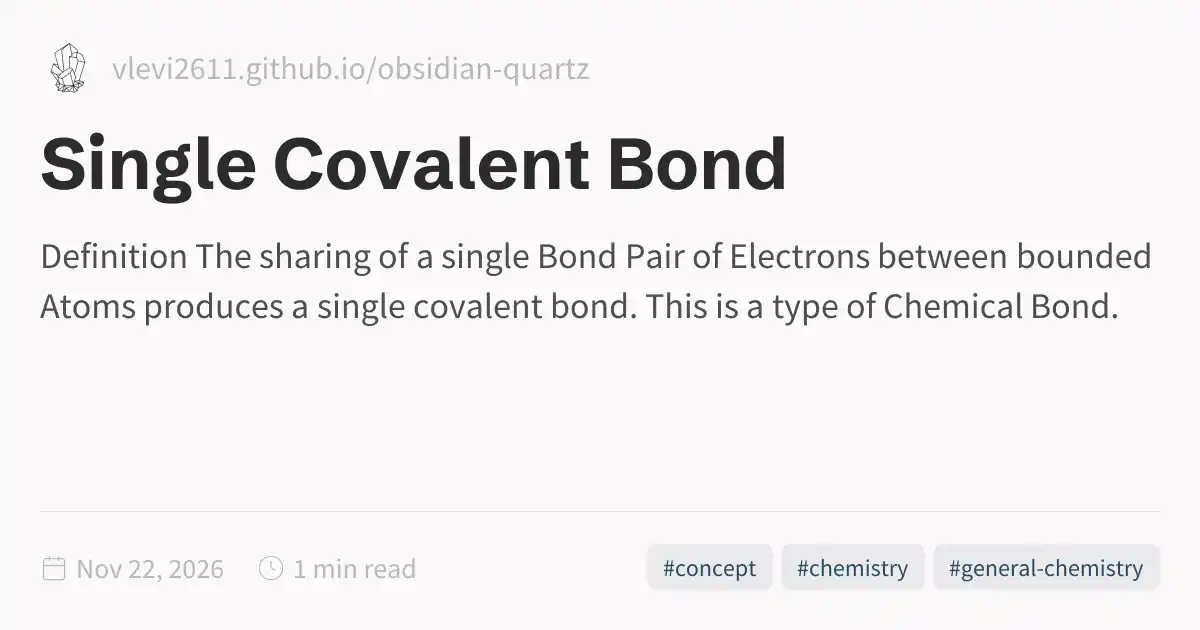 vlevi2611.github.io/obsidian-quartz
Single Covalent Bond
Definition The sharing of a single Bond Pair of Electrons between bounded
Atoms produces a single covalent bond. This is a type of Chemical Bond.
Nov 22, 2026 1 min read #concept #chemistry #general-chemistry